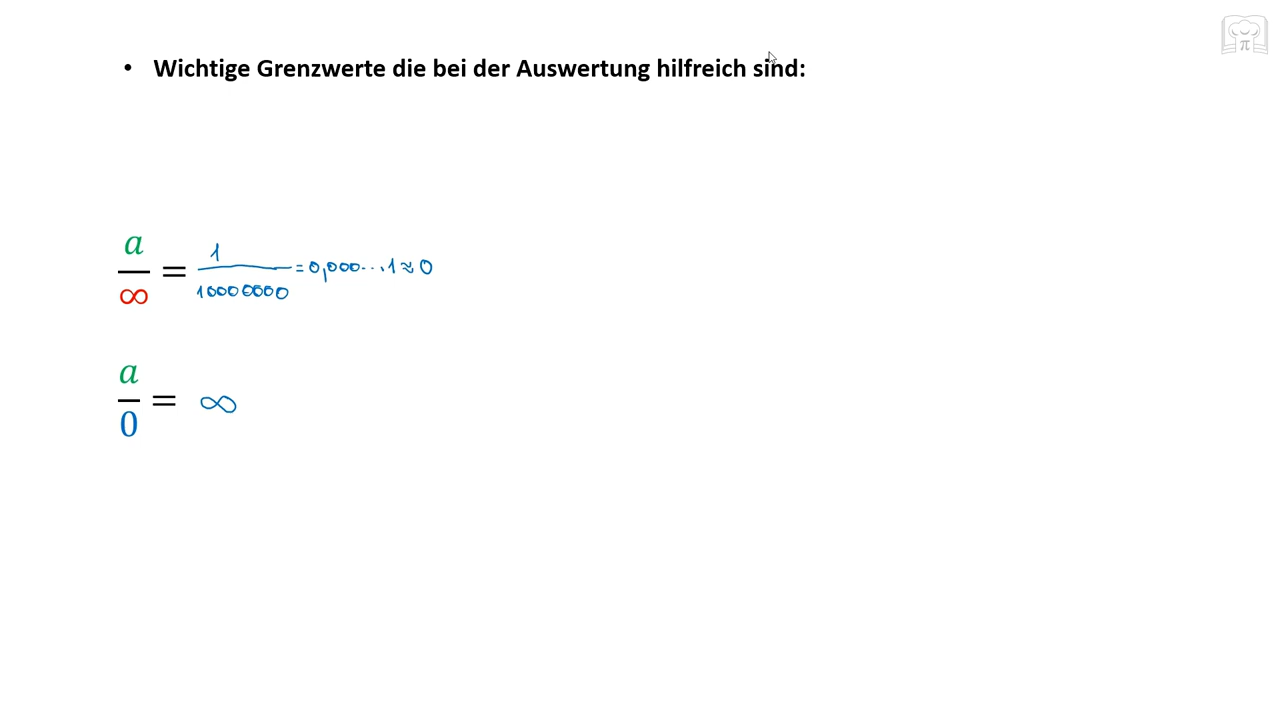 • Wichtige Grenzwerte die bei der Auswertung hilfreich sind:
a/∞ = 1/10000000 = 0,000...1 ≈ 0
a/0 = ∞
π